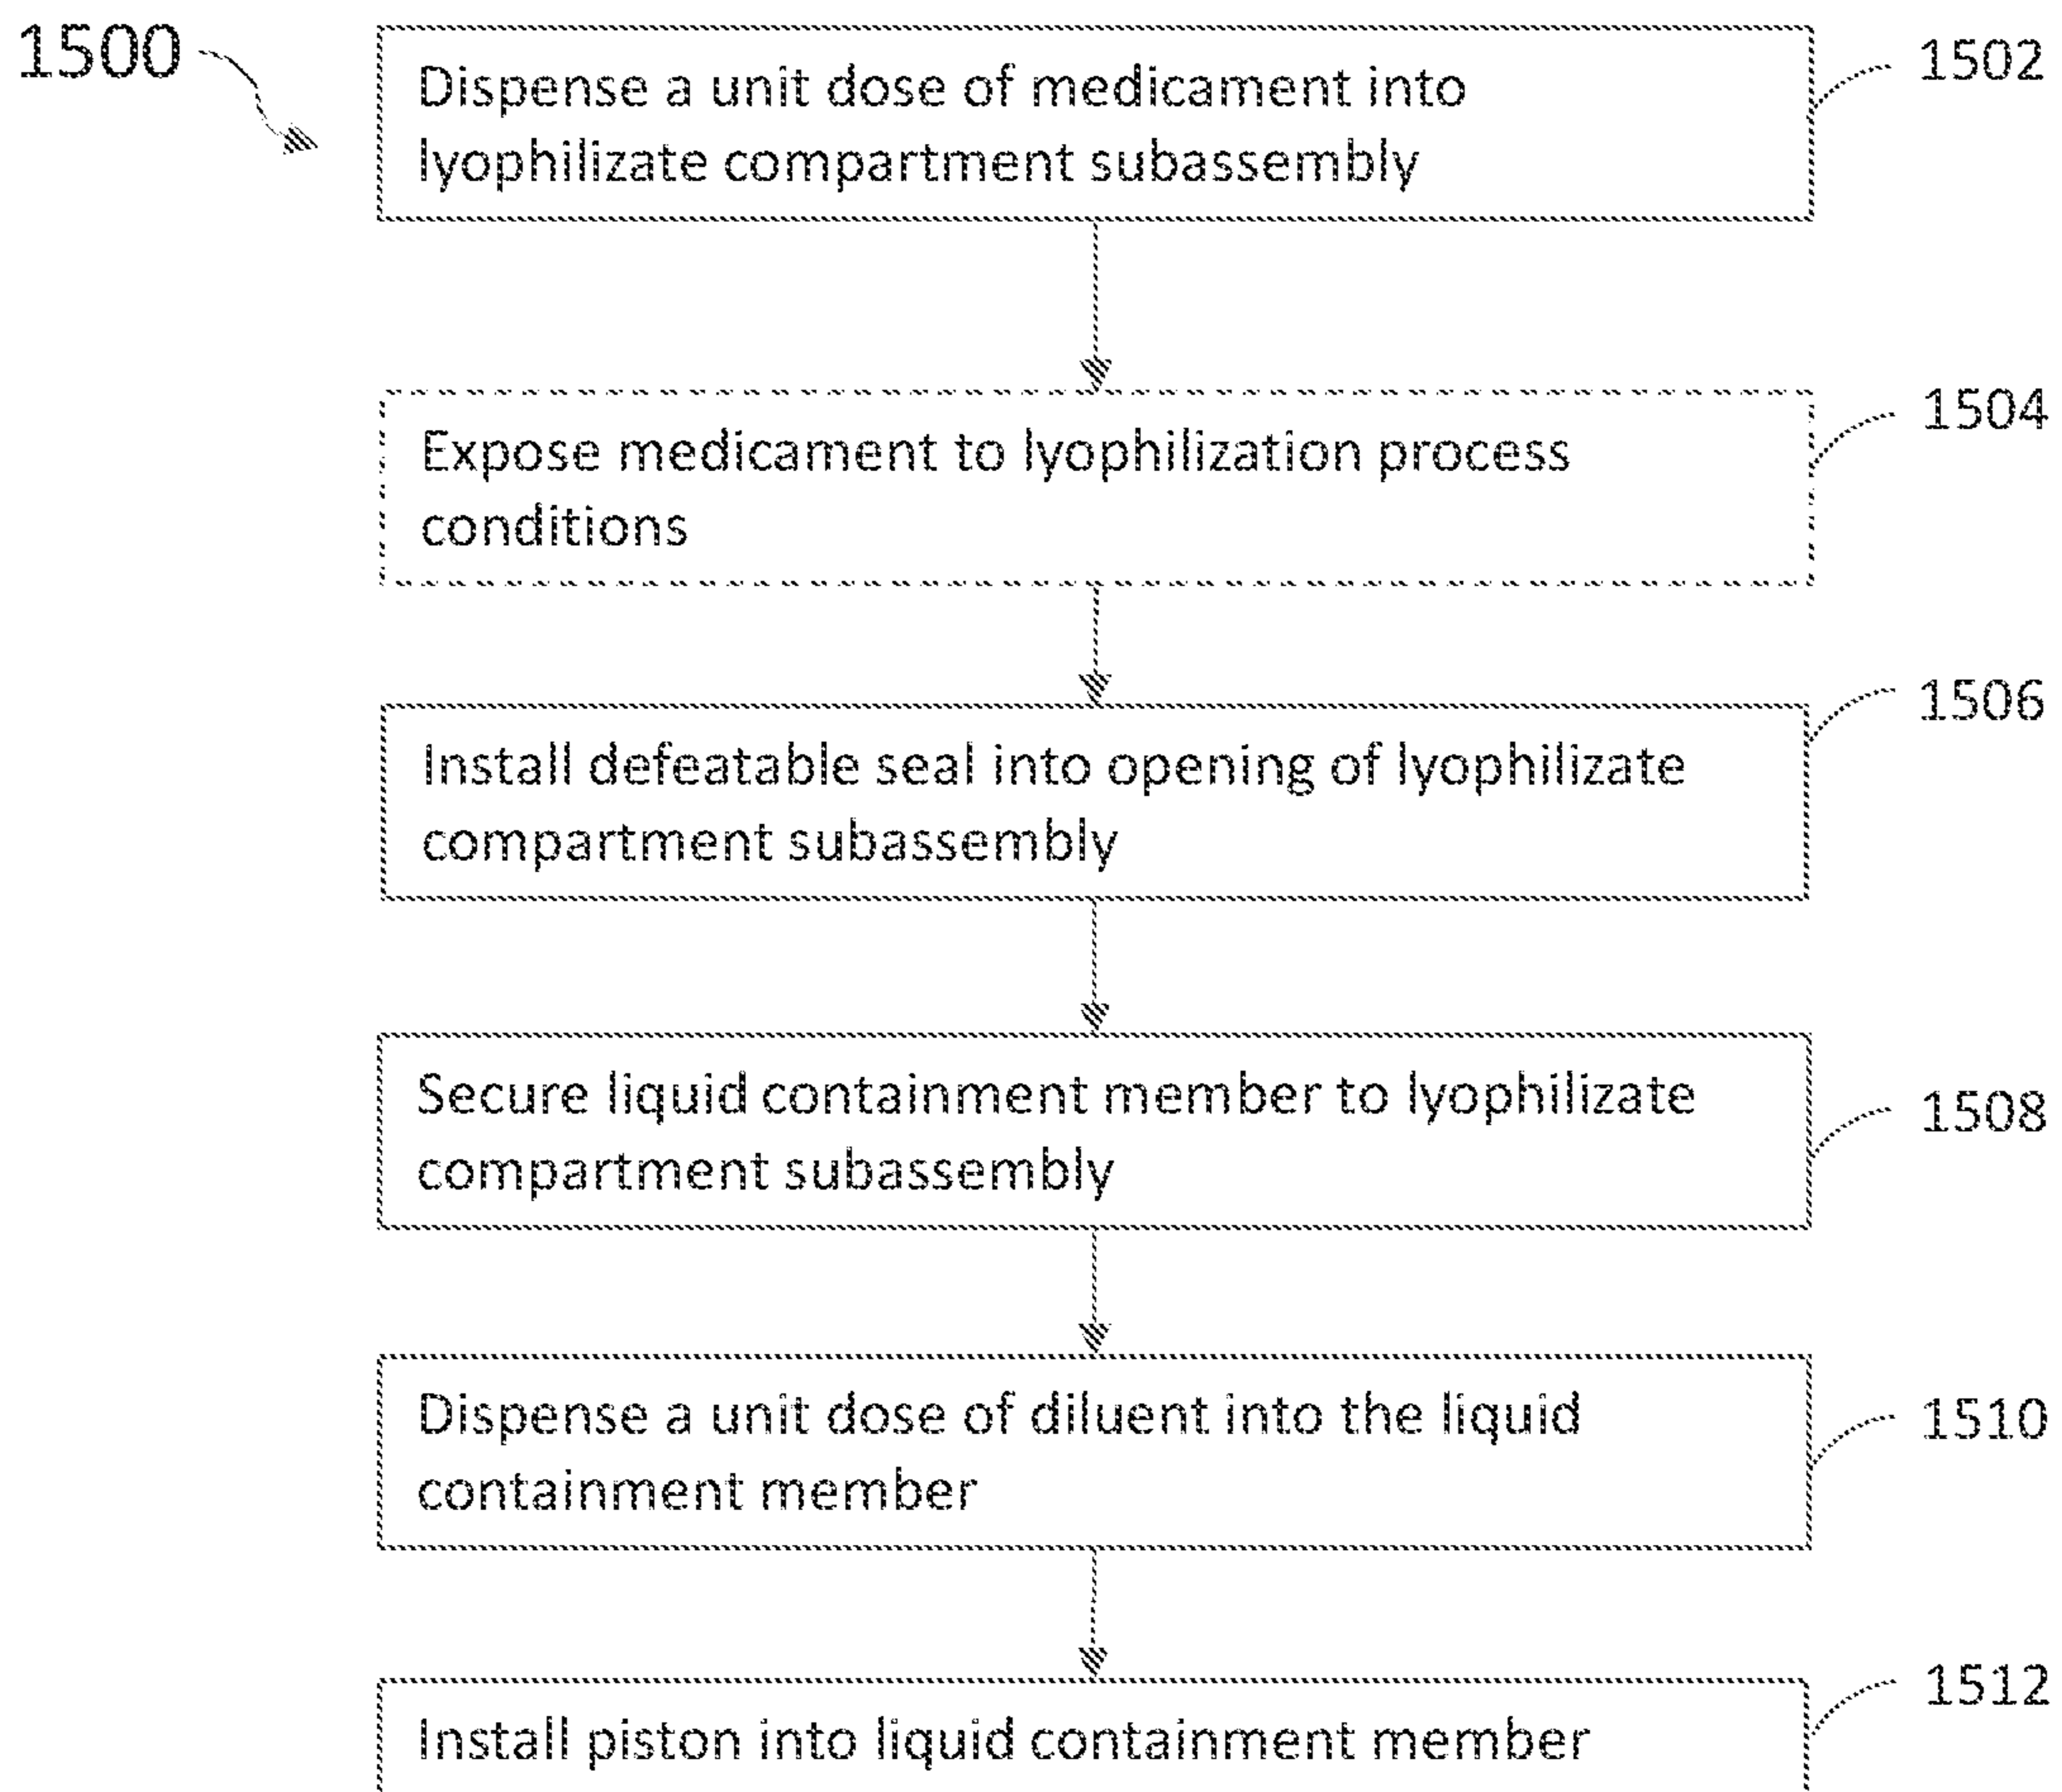 1500
Dispense a unit dose of medicament into
lyophilizate compartment subassembly
1502
Expose medicament to lyophilization process
conditions
1504
Install defeatable seal into opening of lyophilizate
compartment subassembly
1506
Secure liquid containment member to lyophilizate
compartment subassembly
1508
Dispense a unit dose of diluent into the liquid
containment member
1510
Install piston into liquid containment member
1512